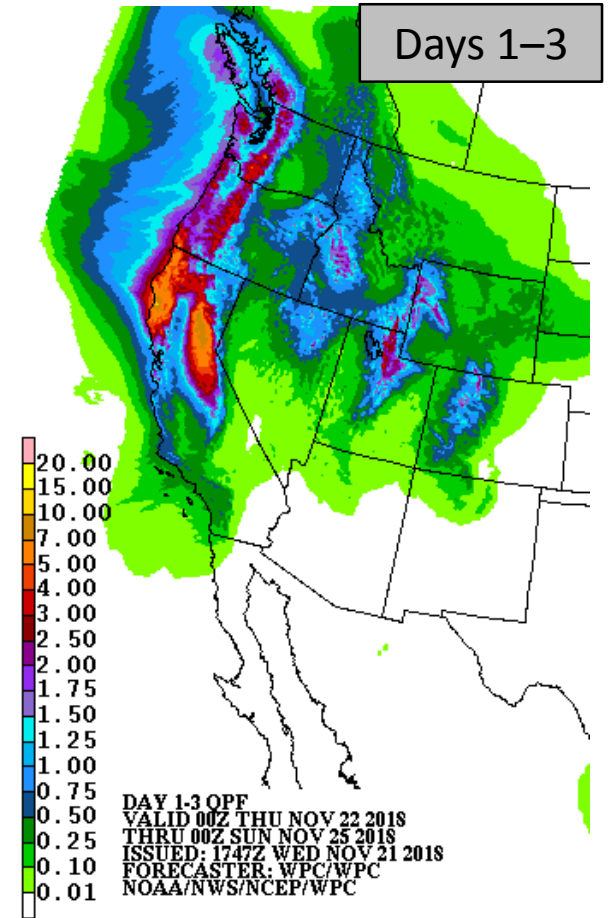 Days 1–3
20.00
15.00
10.00
7.00
5.00
4.00
3.00
2.50
2.00
1.75
1.50
1.25
1.00
0.75
0.50
0.25
0.10
0.01
DAY 1-3 QPF
VALID 00Z THU NOV 22 2018
THRU 00Z SUN NOV 25 2018
ISSUED: 1747Z WED NOV 21 2018
FORECASTER: WPC/WPC
NOAA/NWS/NCEP/WPC